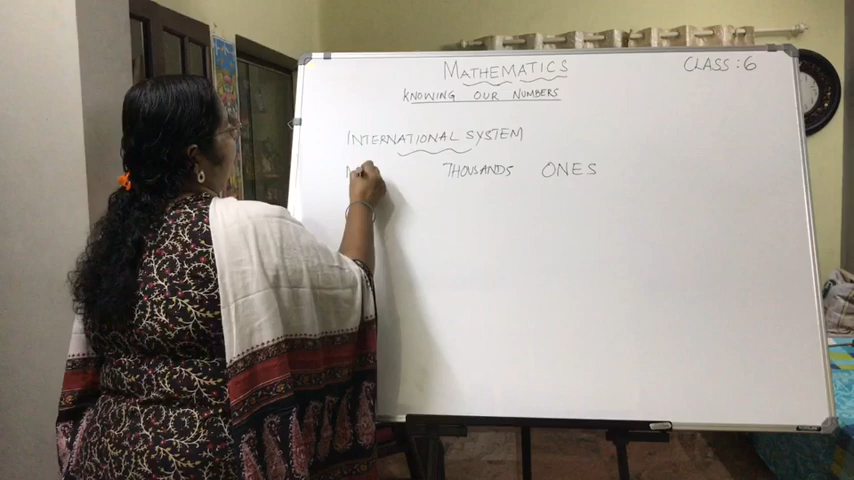 MATHEMATICS
CLASS: 6
KNOWING OUR NUMBERS
INTERNATIONAL SYSTEM
THOUSANDS ONES